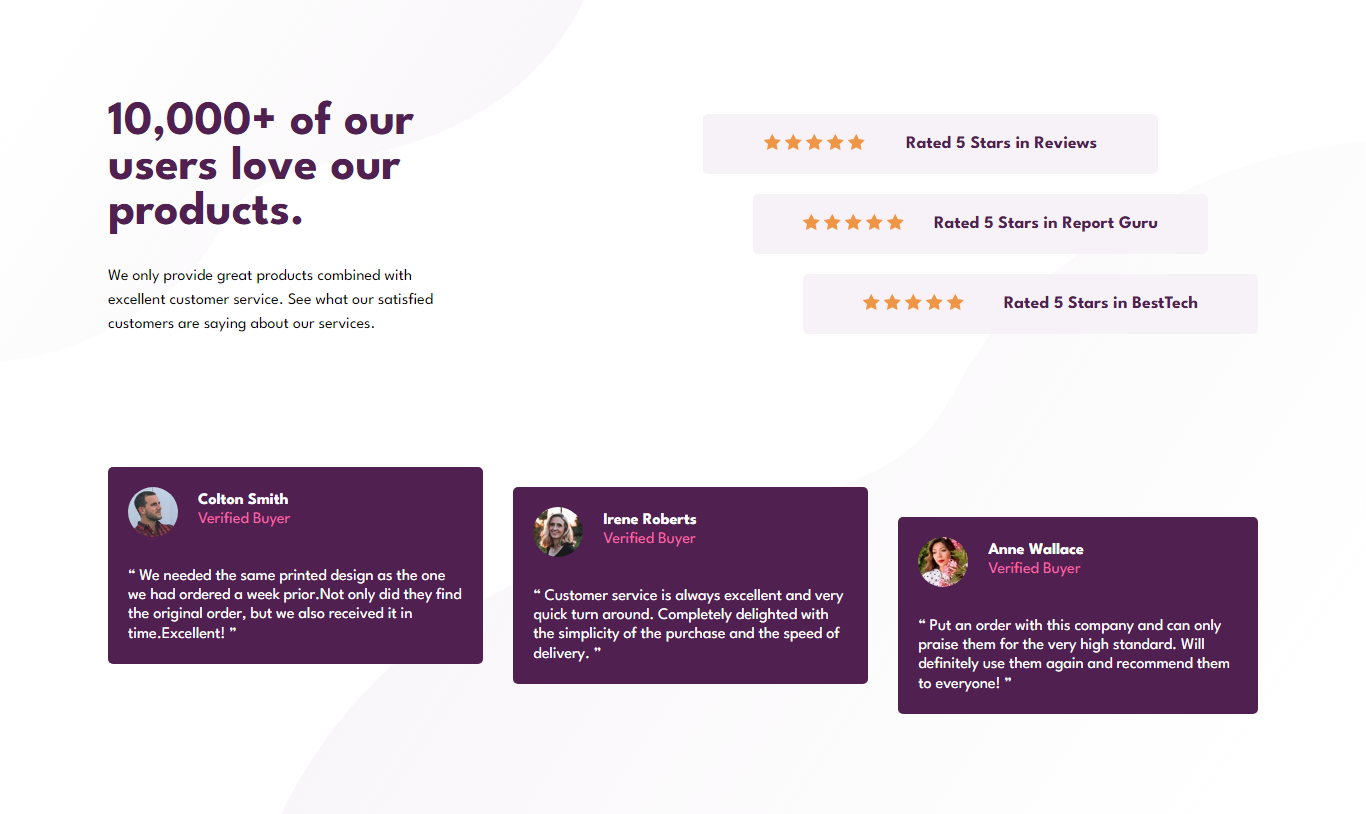 10,000+ of our
users love our
products.
We only provide great products combined with
excellent customer service. See what our satisfied
customers are saying about our services.
Rated 5 Stars in Reviews
Rated 5 Stars in Report Guru
Rated 5 Stars in BestTech
Colton Smith
Verified Buyer
“ We needed the same printed design as the one
we had ordered a week prior.Not only did they find
the original order, but we also received it in
time.Excellent! ”
Irene Roberts
Verified Buyer
“ Customer service is always excellent and very
quick turn around. Completely delighted with
the simplicity of the purchase and the speed of
delivery. ”
Anne Wallace
Verified Buyer
“ Put an order with this company and can only
praise them for the very high standard. Will
definitely use them again and recommend them
to everyone! ”